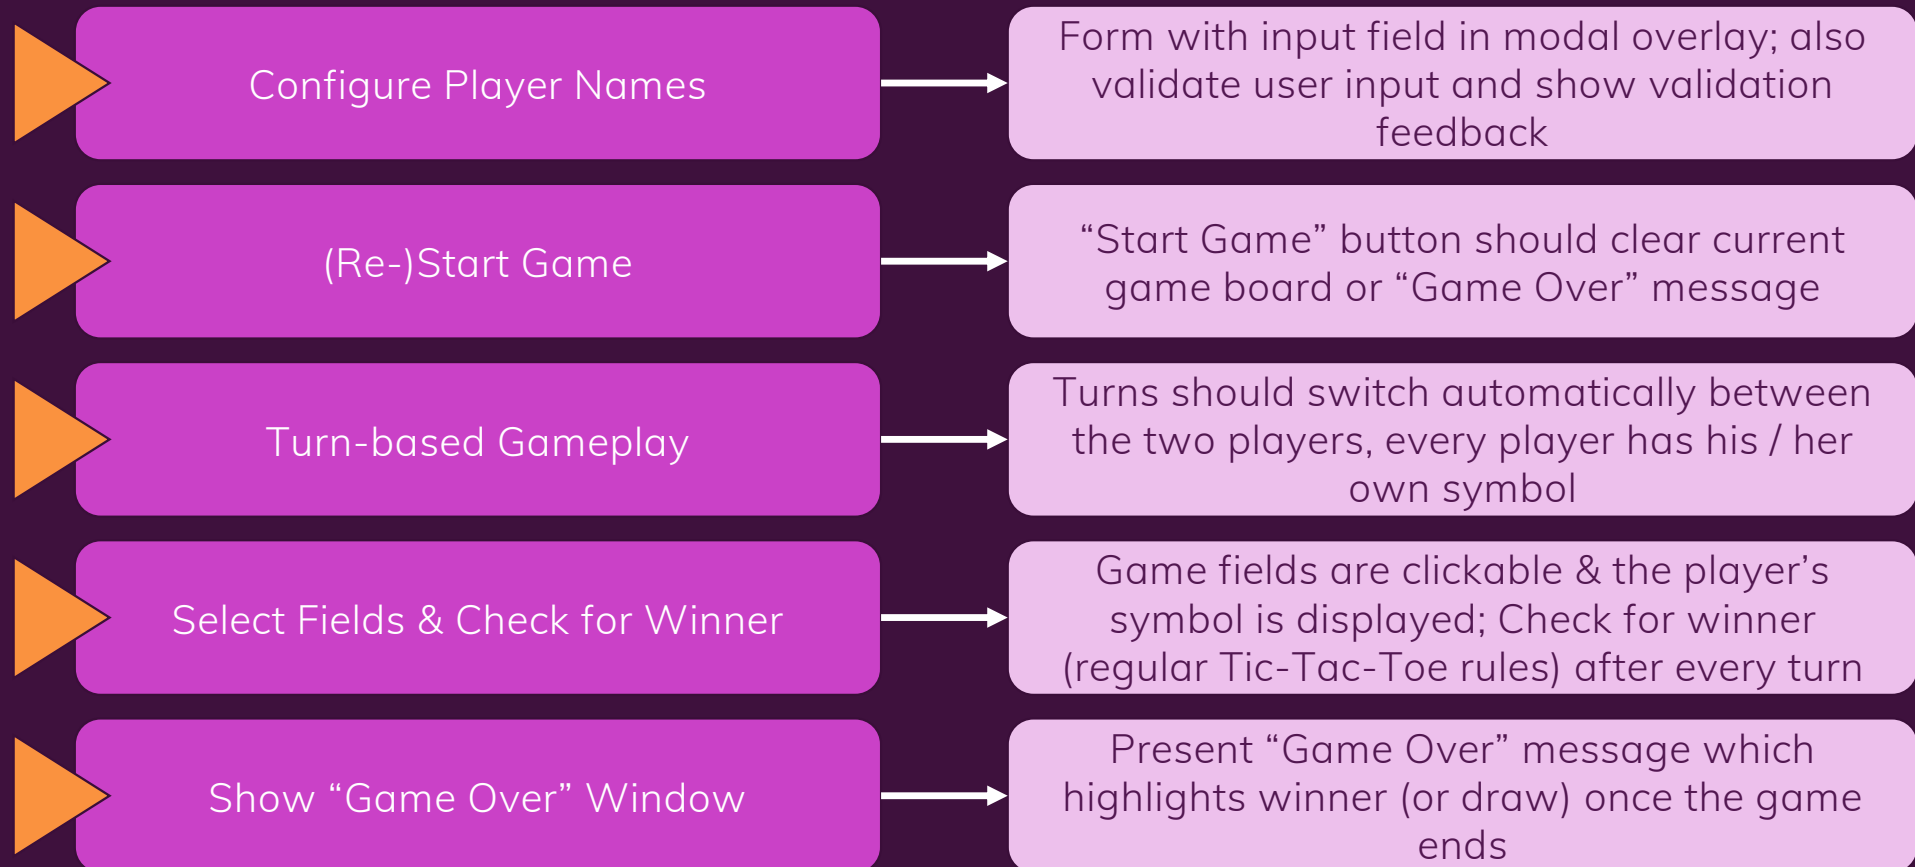 Configure Player Names
Form with input field in modal overlay; also
validate user input and show validation
feedback
(Re-)Start Game
“Start Game” button should clear current
game board or “Game Over” message
Turn-based Gameplay
Turns should switch automatically between
the two players, every player has his / her
own symbol
Select Fields & Check for Winner
Game fields are clickable & the player’s
symbol is displayed; Check for winner
(regular Tic-Tac-Toe rules) after every turn
Show “Game Over” Window
Present “Game Over” message which
highlights winner (or draw) once the game
ends